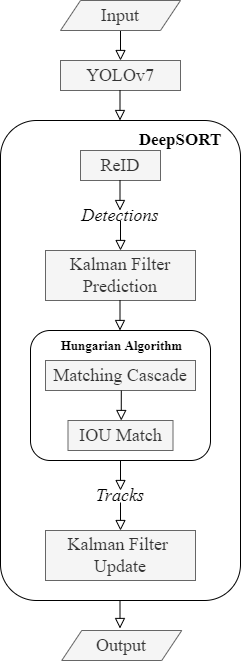 Input
YOLOv7
DeepSORT
ReID
Detections
Kalman Filter
Prediction
Hungarian Algorithm
Matching Cascade
IOU Match
Tracks
Kalman Filter
Update
Output